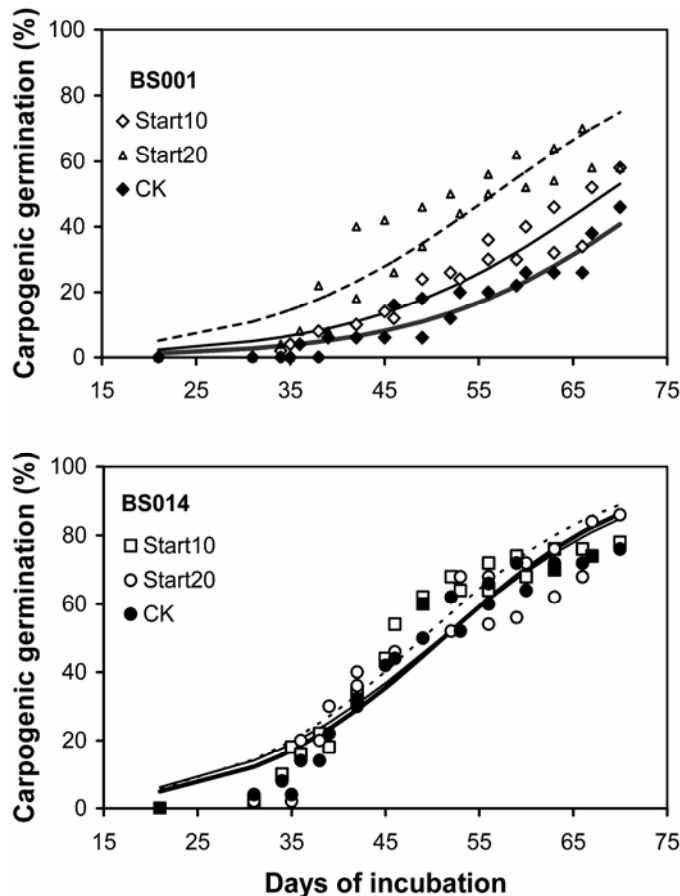 Carpogenic germination (%)
100
80
60
40
20
0
BS001
Start10
Start20
CK
15 25 35 45 55 65 75
Carpogenic germination (%)
100
80
60
40
20
0
BS014
Start10
Start20
CK
15 25 35 45 55 65 75
Days of incubation